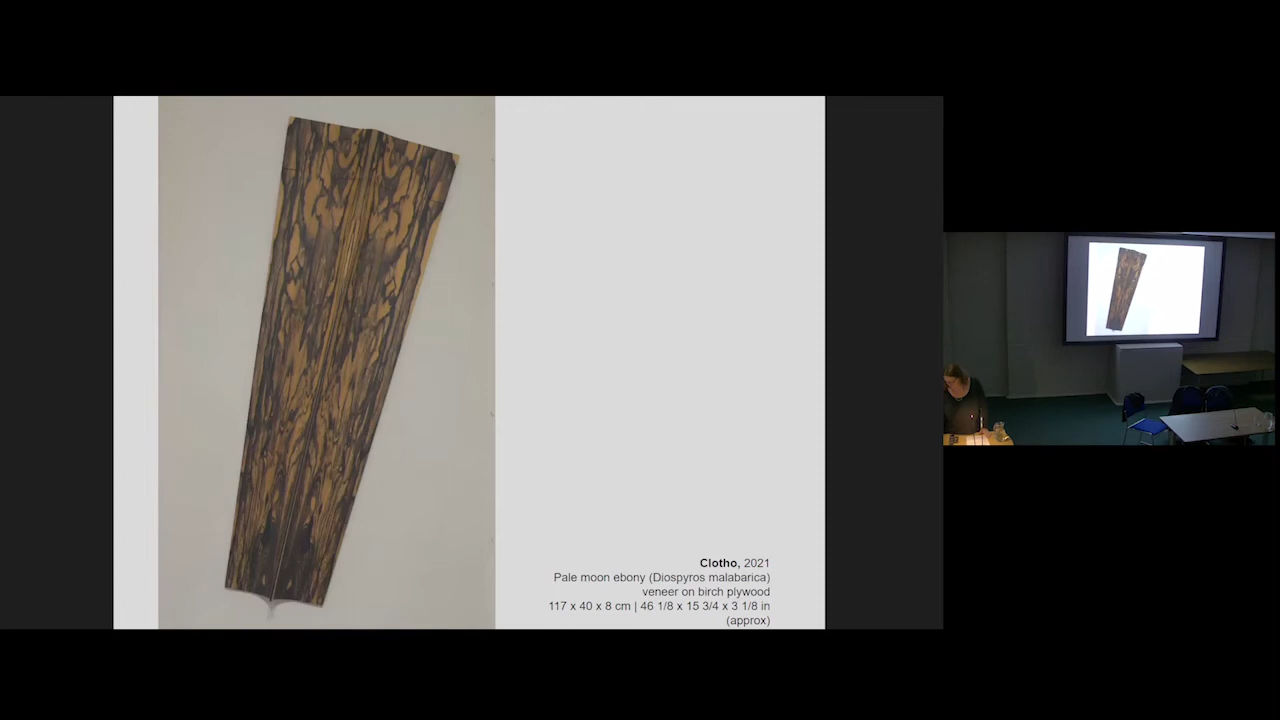 Clotho, 2021
Pale moon ebony (Diospyros malabarica)
veneer on birch plywood
117 x 40 x 8 cm | 46 1/8 x 15 3/4 x 3 1/8 in
(approx)